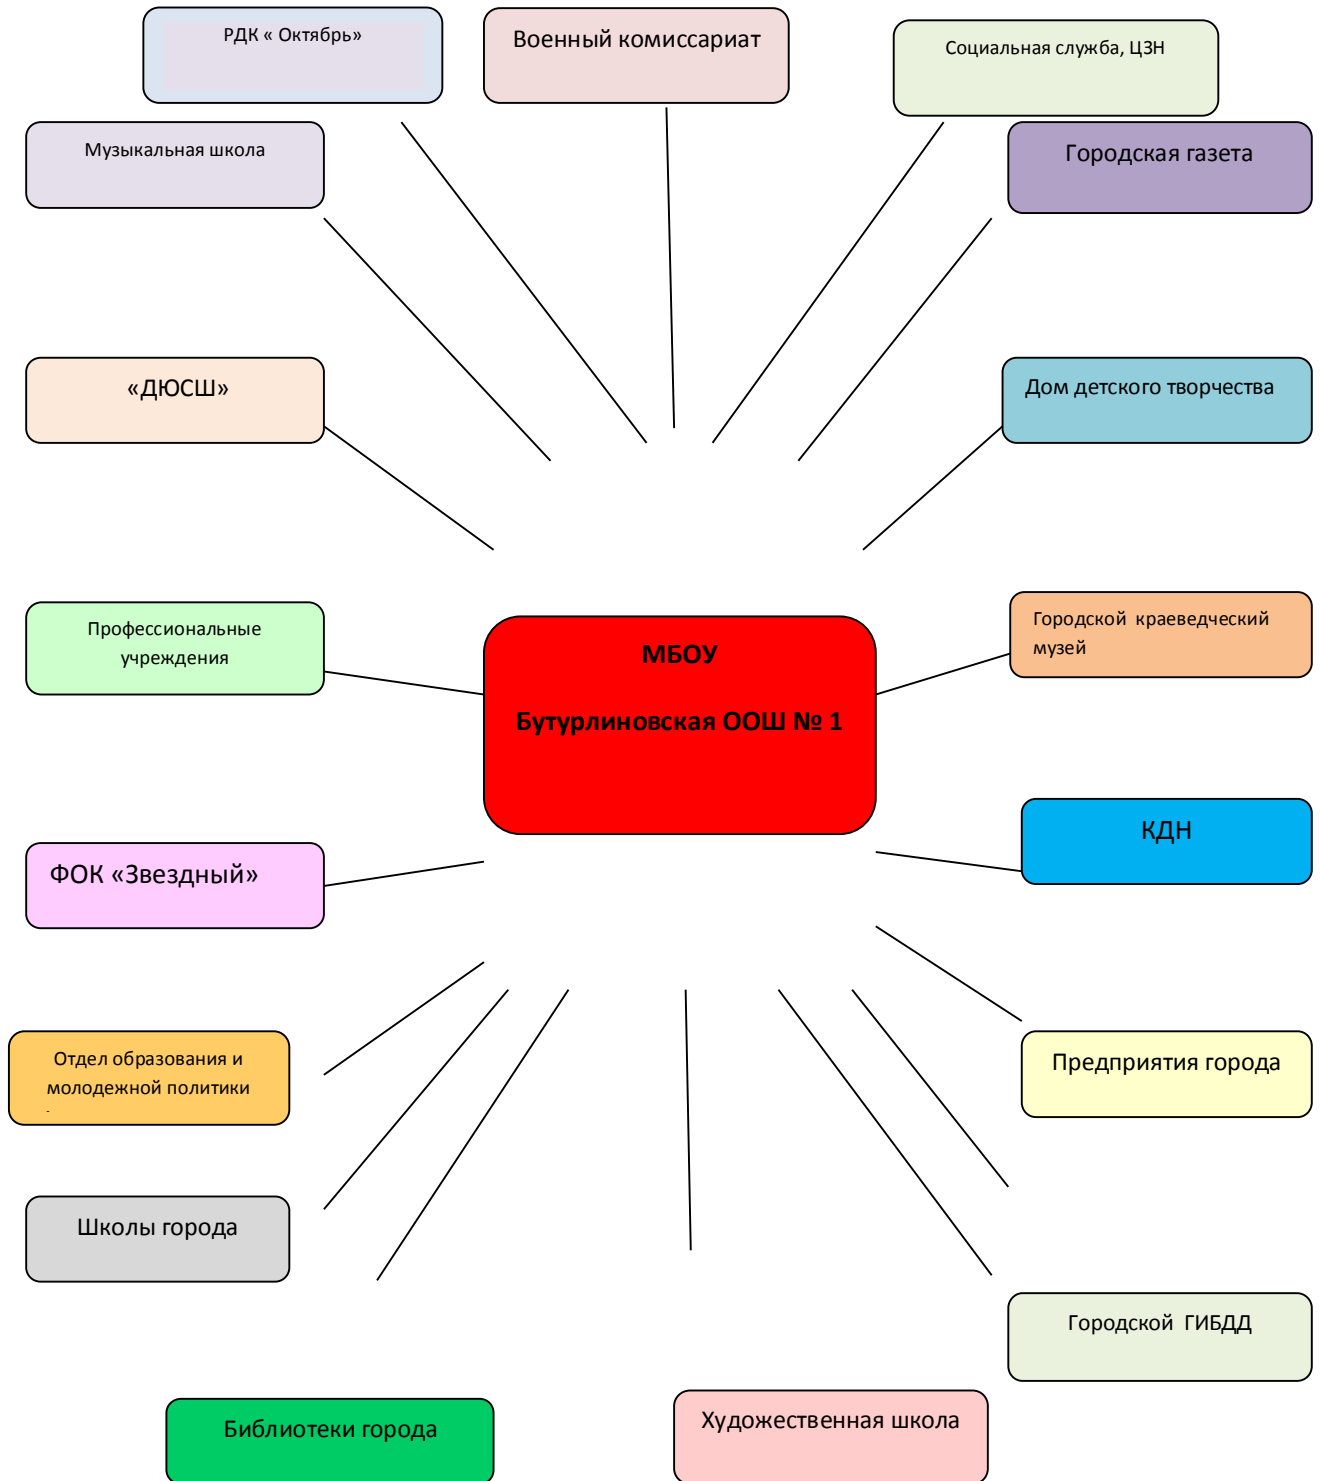 РДК « Октябрь»
Военный комиссариат
Социальная служба, ЦЗН
Музыкальная школа
Городская газета
«ДЮСШ»
Дом детского творчества
Профессиональные
учреждения
МБОУ
Бутурлиновская ООШ № 1
Городской краеведческий
музей
ФОК «Звездный»
КДН
Отдел образования и
молодежной политики
Предприятия города
Школы города
Городской ГИБДД
Библиотеки города
Художественная школа